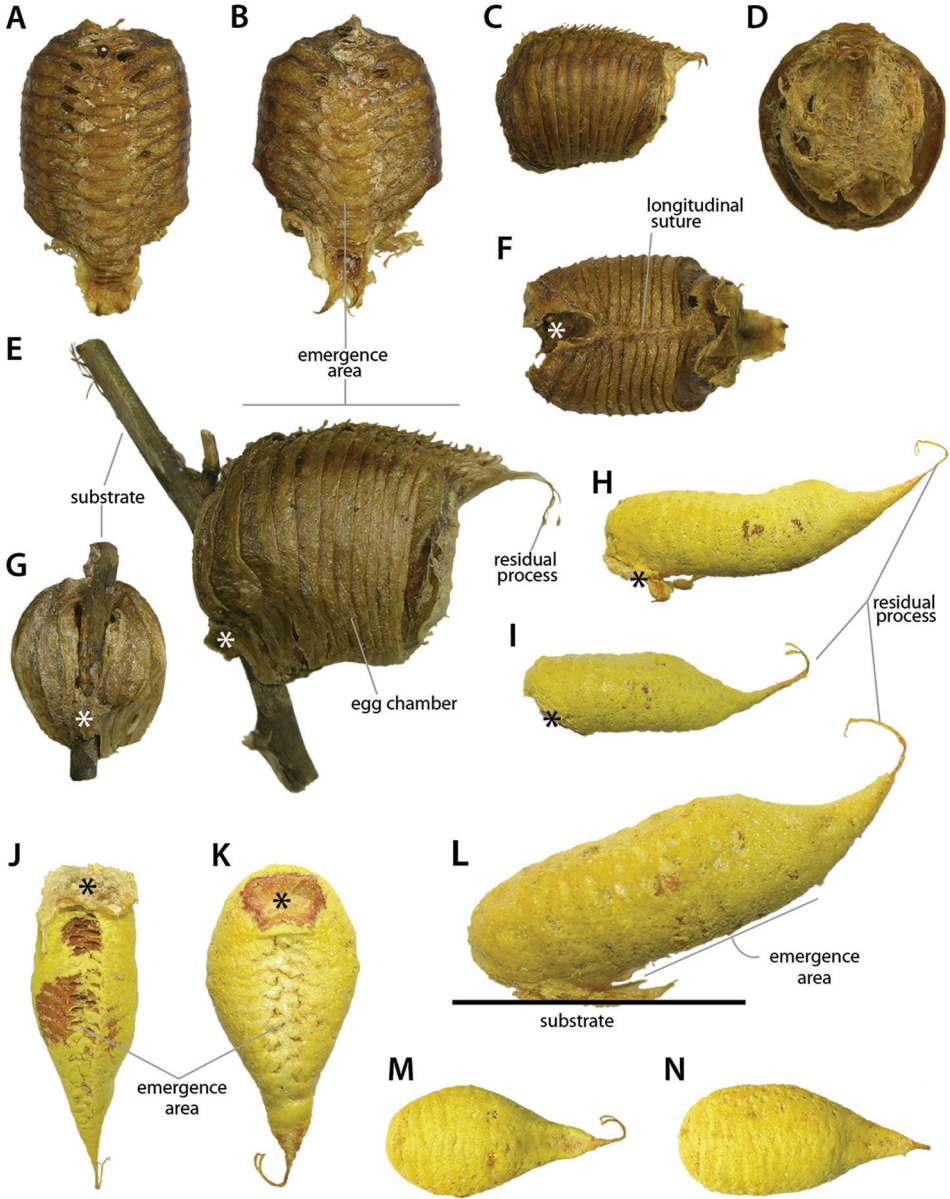 A
B
C
D
longitudinal
suture
F
*
E
emergence
area
substrate
H
*
G
residual
process
residual
process
*
I
*
*
egg chamber
J
K
L
*
*
emergence
area
substrate
emergence
area
M
N